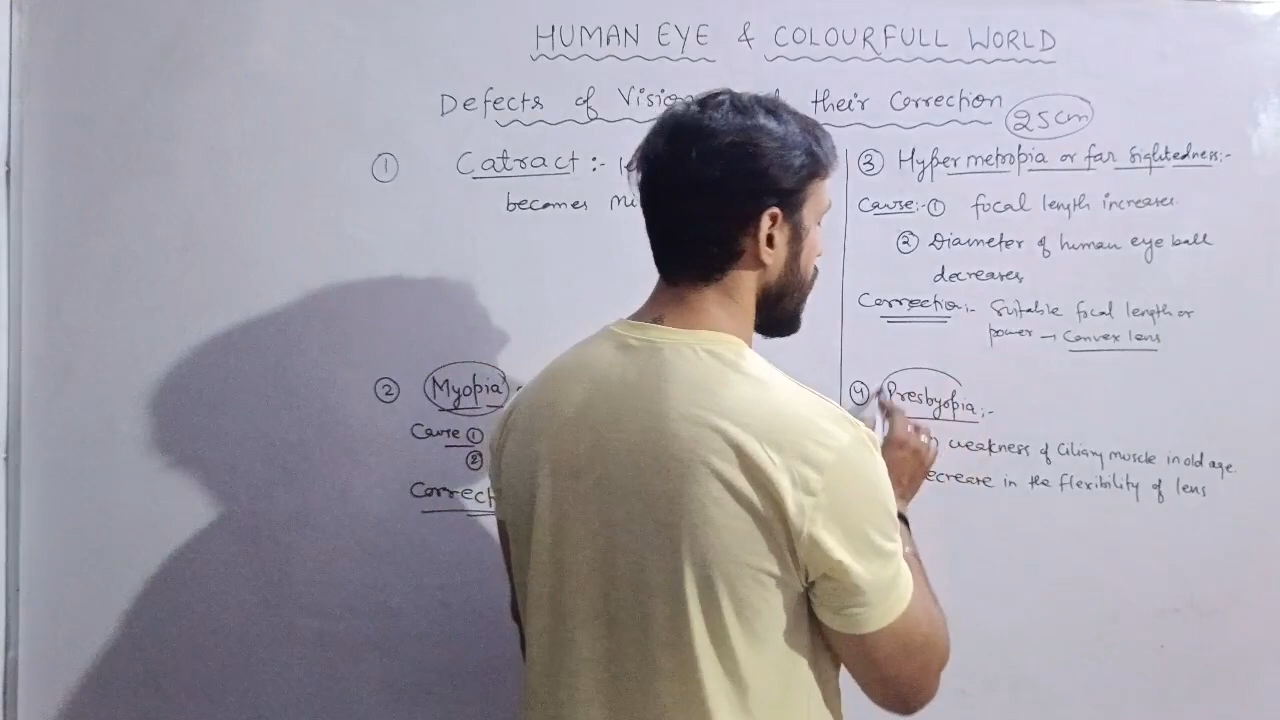 HUMAN EYE & COLOURFULL WORLD
Defects of Vision their Correction
25cm
① Catract :-
becomes
② Myopia
Cause ①
②
Correct
③ Hypermetropia or far sightedness:-
Cause:- ① focal length increases.
② Diameter of human eye ball
decreases
Correction:- Suitable focal length or
power → Convex lens
④ Presbyopia:-
weakness of ciliary muscle in old age
ecrease in the flexibility of lens